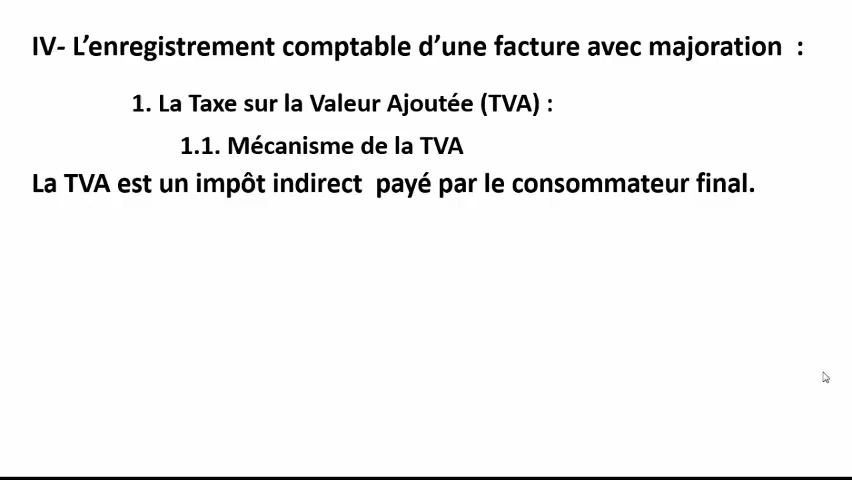 IV- L’enregistrement comptable d’une facture avec majoration :
1. La Taxe sur la Valeur Ajoutée (TVA) :
1.1. Mécanisme de la TVA
La TVA est un impôt indirect payé par le consommateur final.